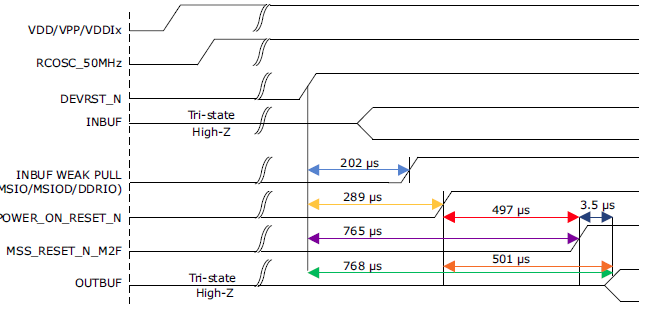 VDD/VPP/VDDIx
RCOSC_50MHz
DEVRST_N
INBUF
Tri-state
High-Z
INBUF WEAK PULL
MSIO/MSIOD/DDRIO)
202 µs
289 µs
POWER_ON_RESET_N
497 µs
3.5 µs
MSS_RESET_N_M2F
765 µs
768 µs
501 µs
OUTBUF
Tri-state
High-Z